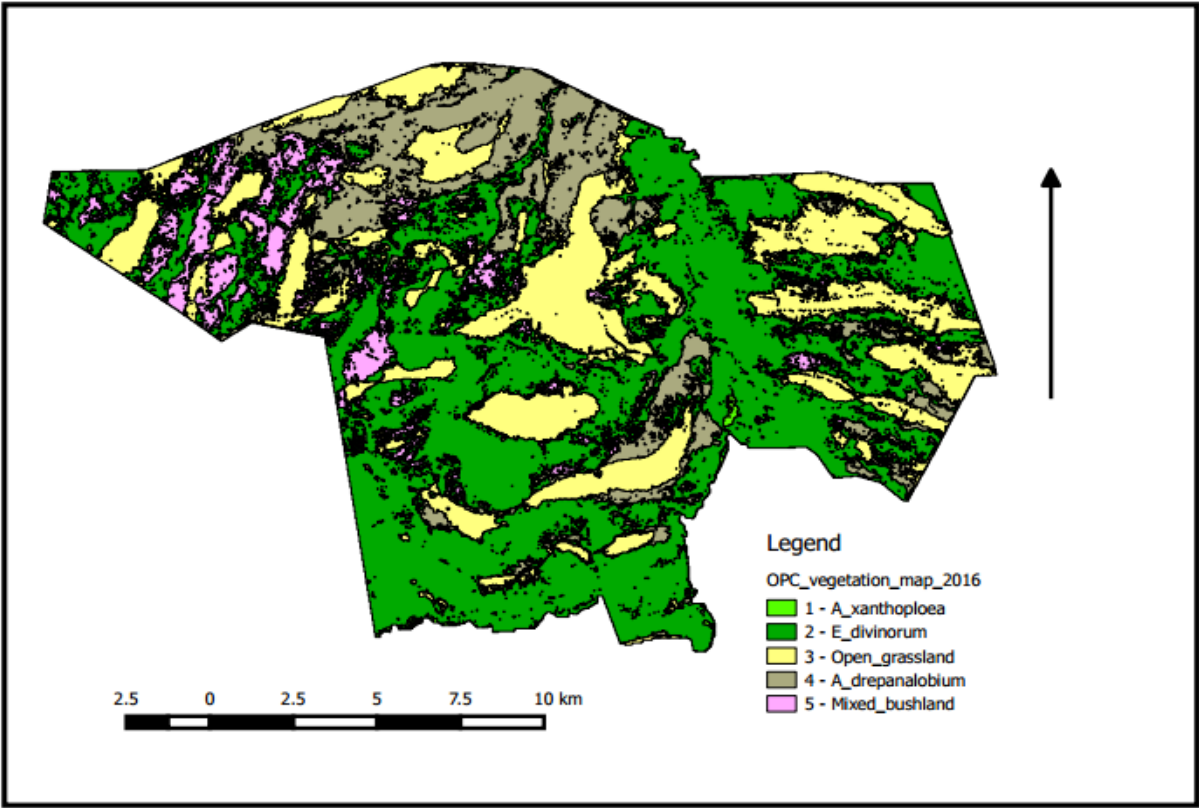 Legend
OPC_vegetation_map_2016
1 - A_xanthoploea
2 - E_divinorum
3 - Open_grassland
4 - A_drepanalobium
5 - Mixed_bushland
2.5 0 2.5 5 7.5 10 km